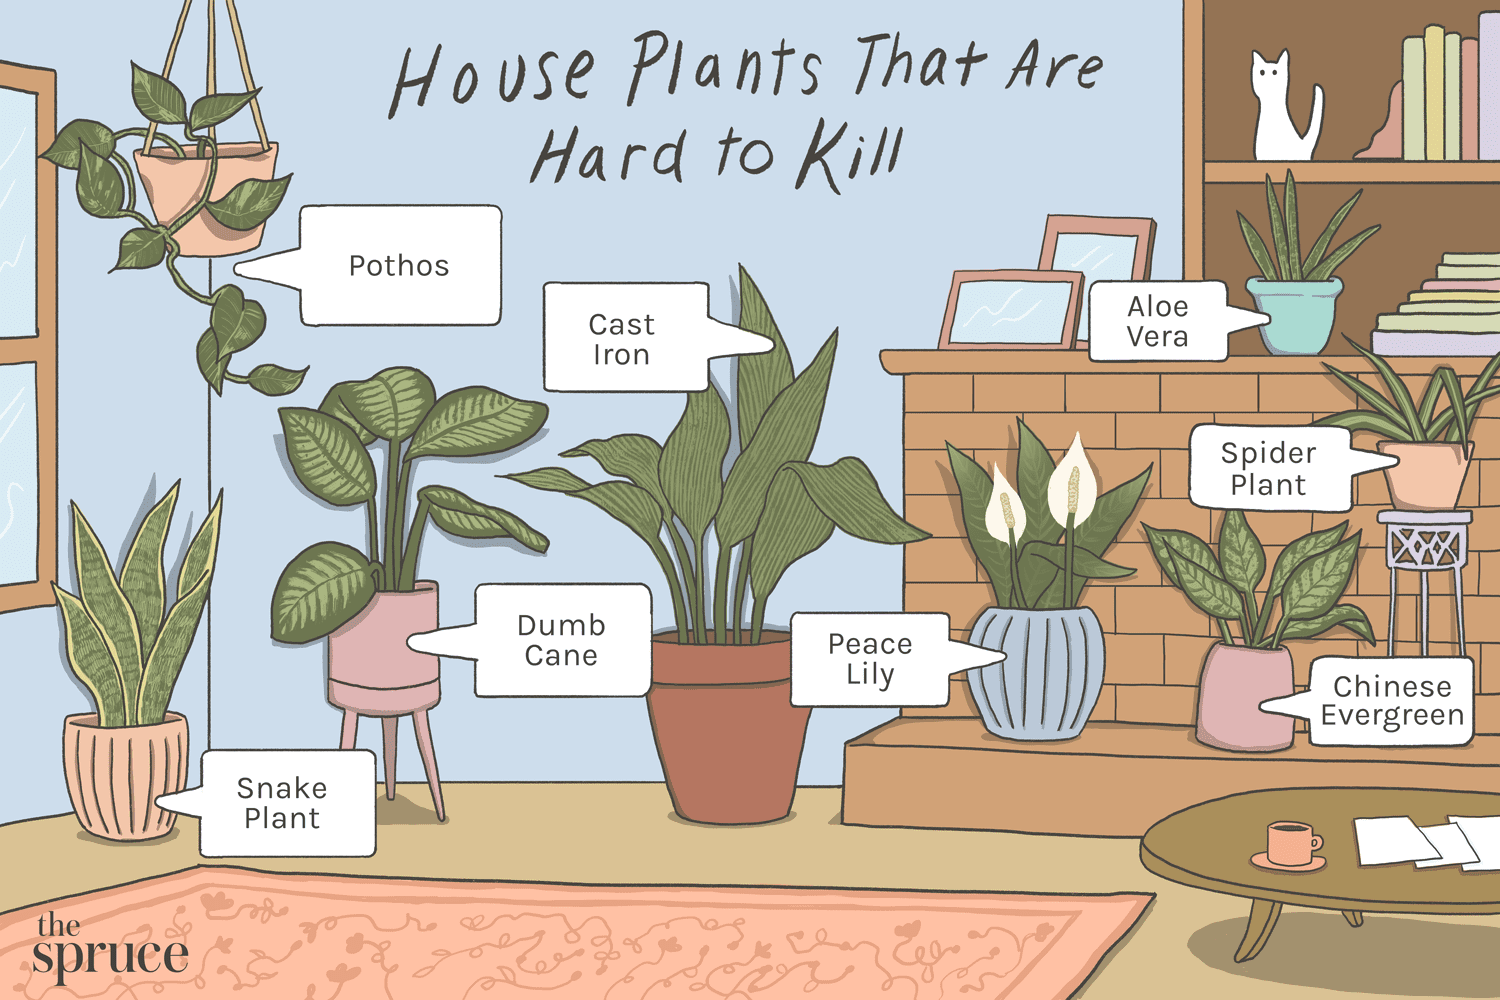 House Plants That Are
Hard to Kill
Pothos
Cast
Iron
Aloe
Vera
Spider
Plant
Dumb
Cane
Peace
Lily
Chinese
Evergreen
Snake
Plant
the
spruce